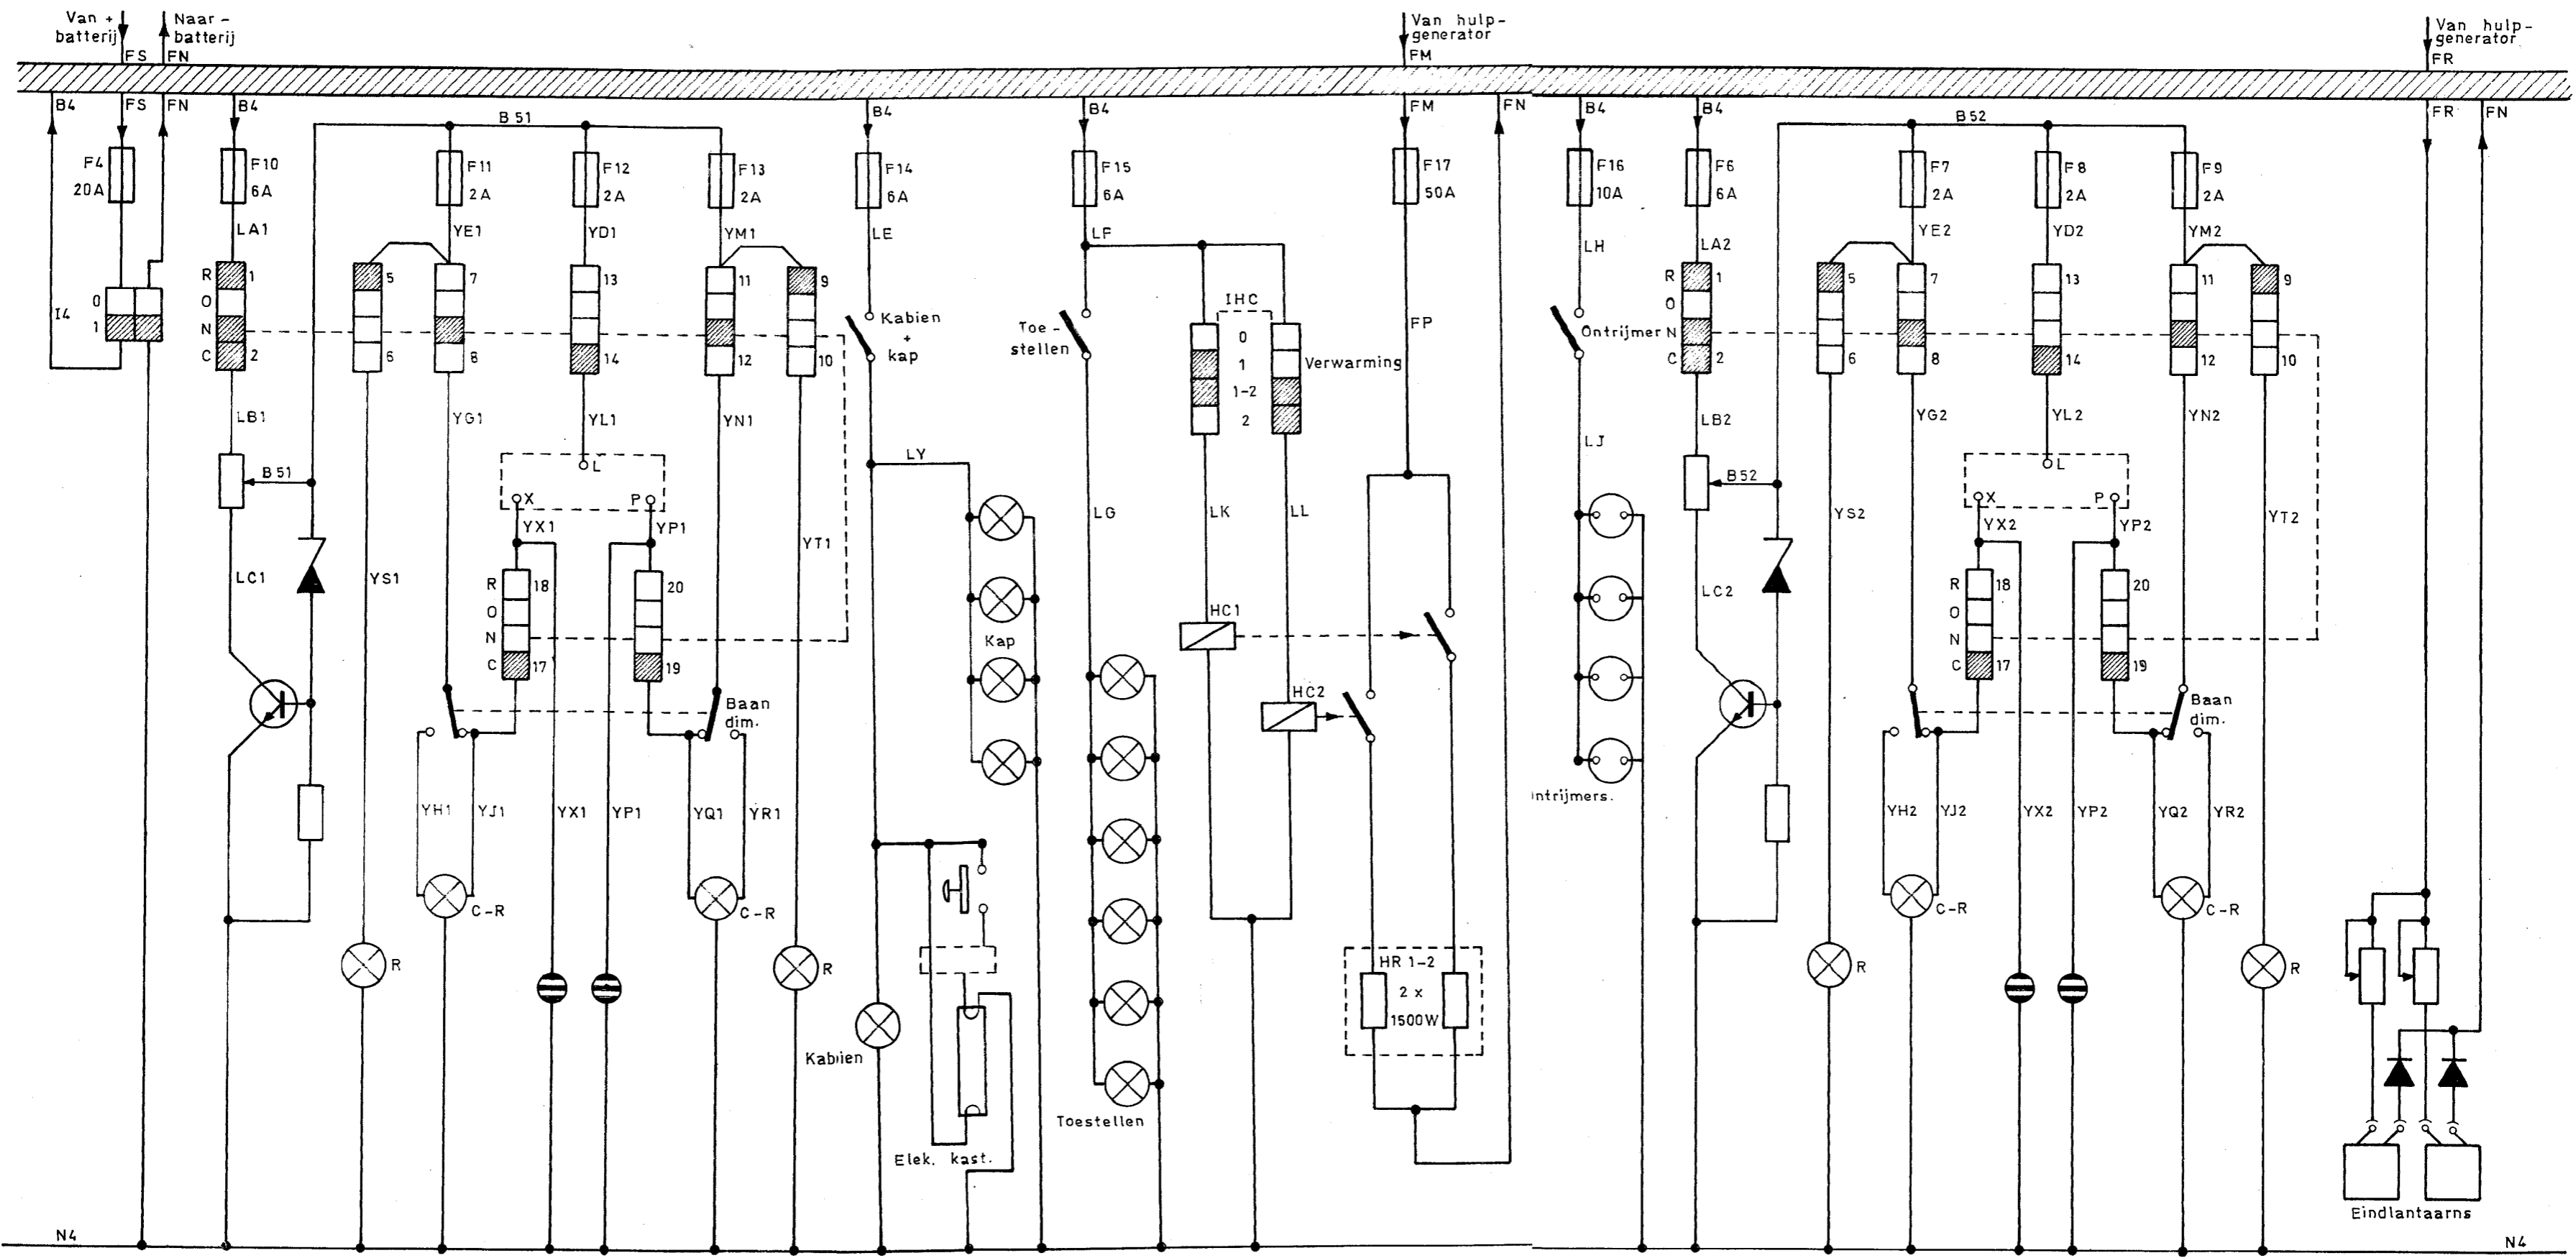 Van +
batterij
Naar -
batterij
Van hulp-
generator
Van hulp-
generator
FS
FN
FM
FR
B4
FS
FN
B4
B4
B4
FM
FN
B4
B4
FR
FN
B 51
B 52
F4
20A
F10
6A
F11
2A
F12
2A
F13
2A
F14
6A
F15
6A
F17
50A
F16
10A
F6
6A
F7
2A
F8
2A
F9
2A
LA1
YE1
YD1
YM1
LE
LF
LH
LA2
YE2
YD2
YM2
I4
0
1
R
O
N
C
1
2
5
6
7
8
13
14
11
12
9
10
Kabien
+
kap
Toe-
stellen
IHC
0
1
1-2
2
Verwarming
FP
Ontrijmer
R
O
N
C
1
2
5
6
7
8
13
14
11
12
9
10
LB1
YG1
YL1
YN1
LY
LB2
YG2
YL2
YN2
LJ
B 51
L
X
P
YX1
YP1
YT1
LG
LK
LL
B52
L
X
P
YX2
YP2
YS2
YT2
LC1
YS1
R
O
N
C
18
17
20
19
Kap
HC1
HC2
LC2
R
O
N
C
18
17
20
19
Baan
dim.
Baan
dim.
YH1
YJ1
YX1
YP1
YQ1
YR1
ntrijmers.
YH2
YJ2
YX2
YP2
YQ2
YR2
C-R
C-R
C-R
C-R
R
R
R
R
HR 1-2
2 x
1500W
Kabien
Elek. kast.
Toestellen
Eindlantaarns
N4
N4